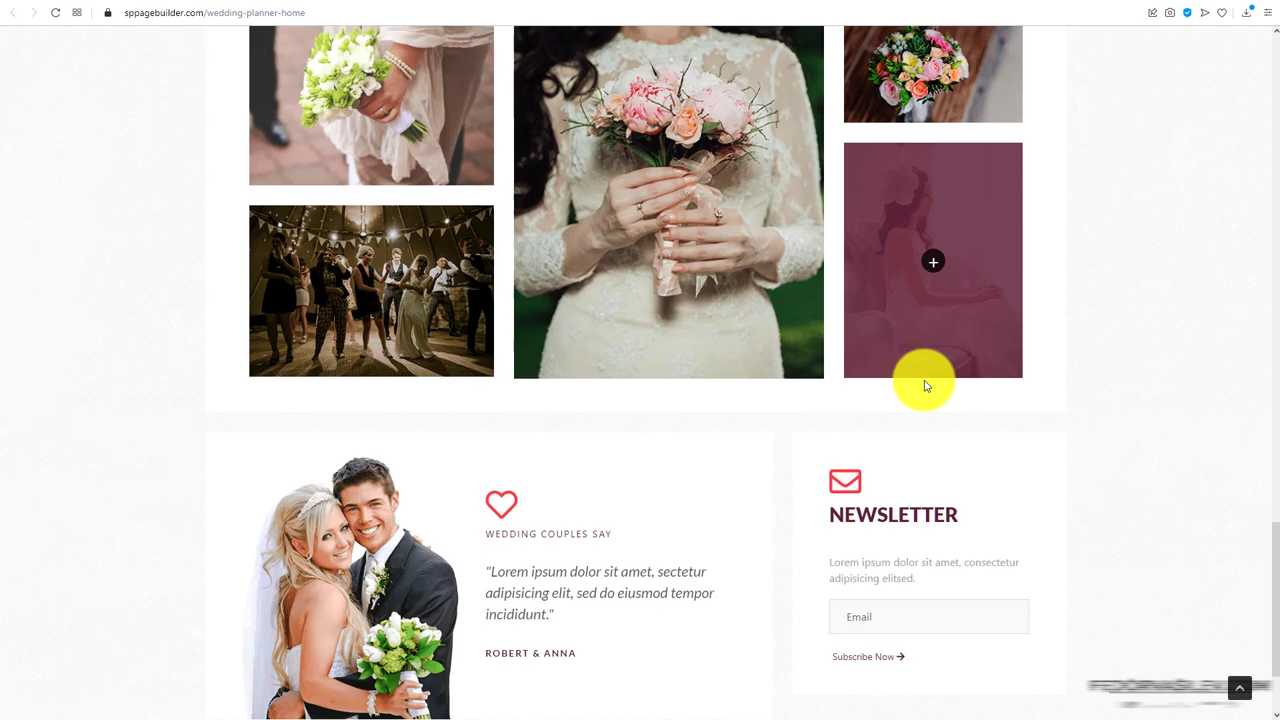 sppagebuilder.com/wedding-planner-home
WEDDING COUPLES SAY
"Lorem ipsum dolor sit amet, sectetur
adipisicing elit, sed do eiusmod tempor
incididunt."
ROBERT & ANNA
NEWSLETTER
Lorem ipsum dolor sit amet, consectetur
adipisicing elitsed.
Email
Subscribe Now